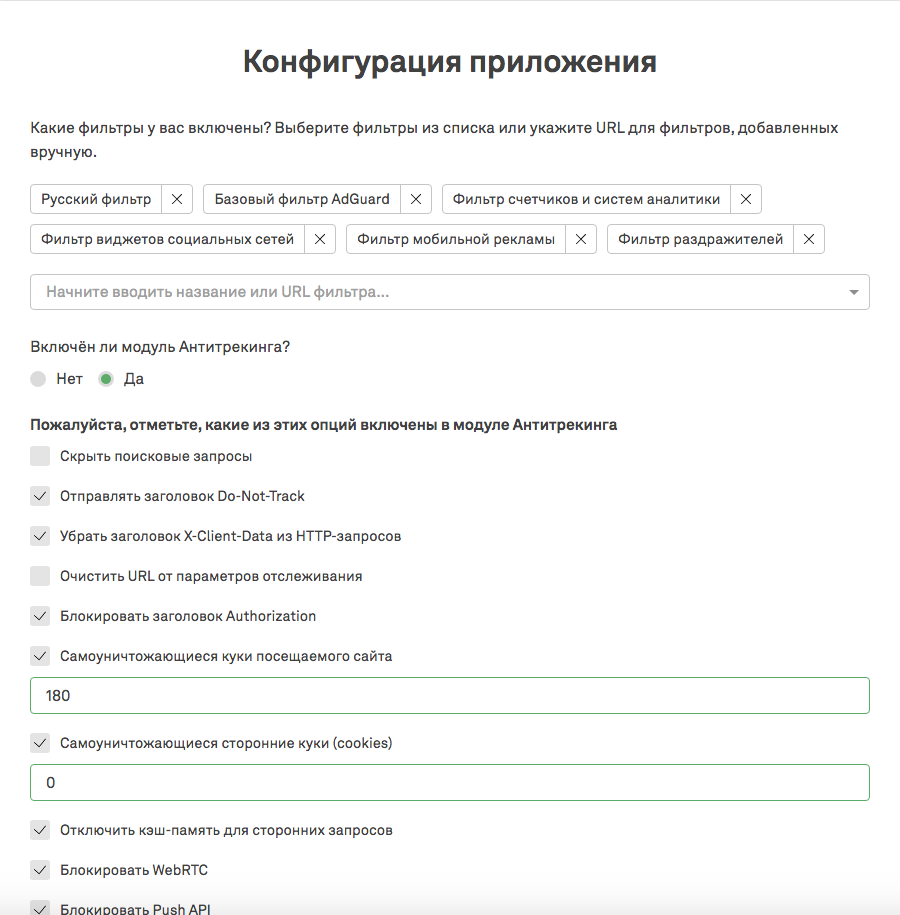 Конфигурация приложения
Какие фильтры у вас включены? Выберите фильтры из списка или укажите URL для фильтров, добавленных
вручную.
Русский фильтр
Базовый фильтр AdGuard
Фильтр счетчиков и систем аналитики
Фильтр виджетов социальных сетей
Фильтр мобильной рекламы
Фильтр раздражителей
Начните вводить название или URL фильтра...
Включён ли модуль Антитрекинга?
Нет
Да
Пожалуйста, отметьте, какие из этих опций включены в модуле Антитрекинга
Скрыть поисковые запросы
Отправлять заголовок Do-Not-Track
Убрать заголовок X-Client-Data из HTTP-запросов
Очистить URL от параметров отслеживания
Блокировать заголовок Authorization
Самоуничтожающиеся куки посещаемого сайта
180
Самоуничтожающиеся сторонние куки (cookies)
0
Отключить кэш-память для сторонних запросов
Блокировать WebRTC
Блокировать Push API